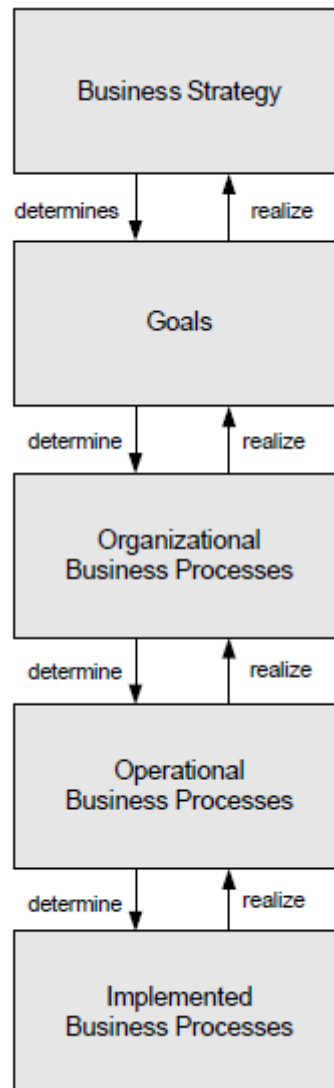 Business Strategy
determines
realize
Goals
determine
realize
Organizational
Business Processes
determine
realize
Operational
Business Processes
determine
realize
Implemented
Business Processes